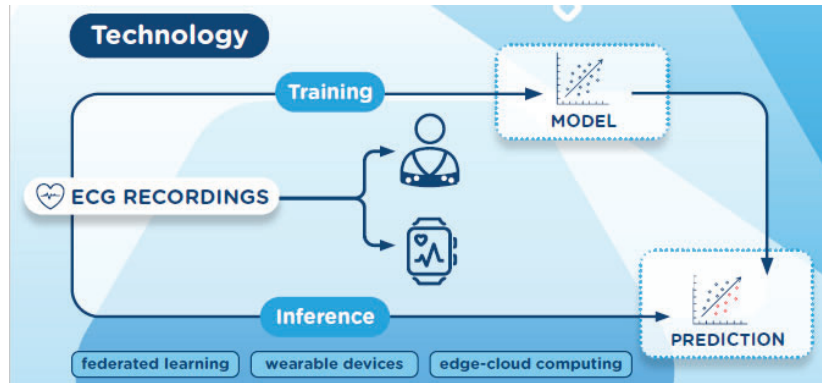 Technology
Training
MODEL
ECG RECORDINGS
Inference
PREDICTION
federated learning
wearable devices
edge-cloud computing